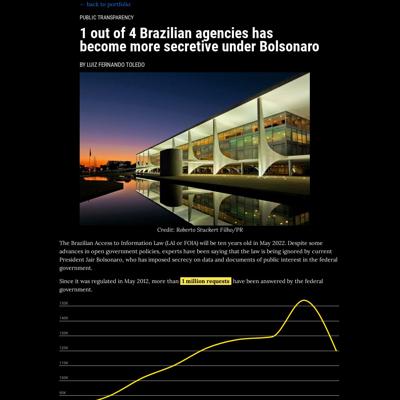 ← back to portfolio
PUBLIC TRANSPARENCY
1 out of 4 Brazilian agencies has
become more secretive under Bolsonaro
BY LUIZ FERNANDO TOLEDO
Credit: Roberto Stuckert Filho/PR
The Brazilian Access to Information Law (LAI or FOIA) will be ten years old in May 2022. Despite some
advances in open government policies, experts have been saying that the law is being ignored by current
President Jair Bolsonaro, who has imposed secrecy on data and documents of public interest in the federal
government.
Since it was regulated in May 2012, more than 1 million requests have been answered by the federal
government.
150K
140K
130K
120K
110K
100K
90K